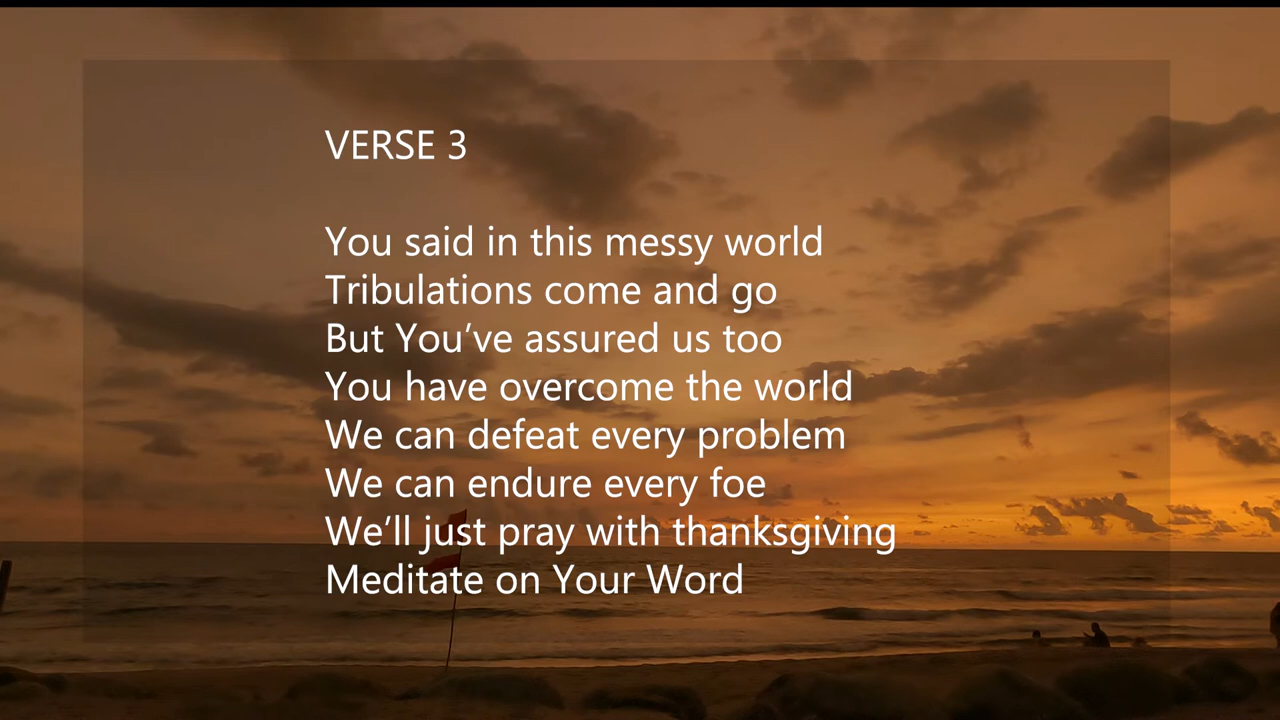 VERSE 3
You said in this messy world
Tribulations come and go
But You’ve assured us too
You have overcome the world
We can defeat every problem
We can endure every foe
We’ll just pray with thanksgiving
Meditate on Your Word